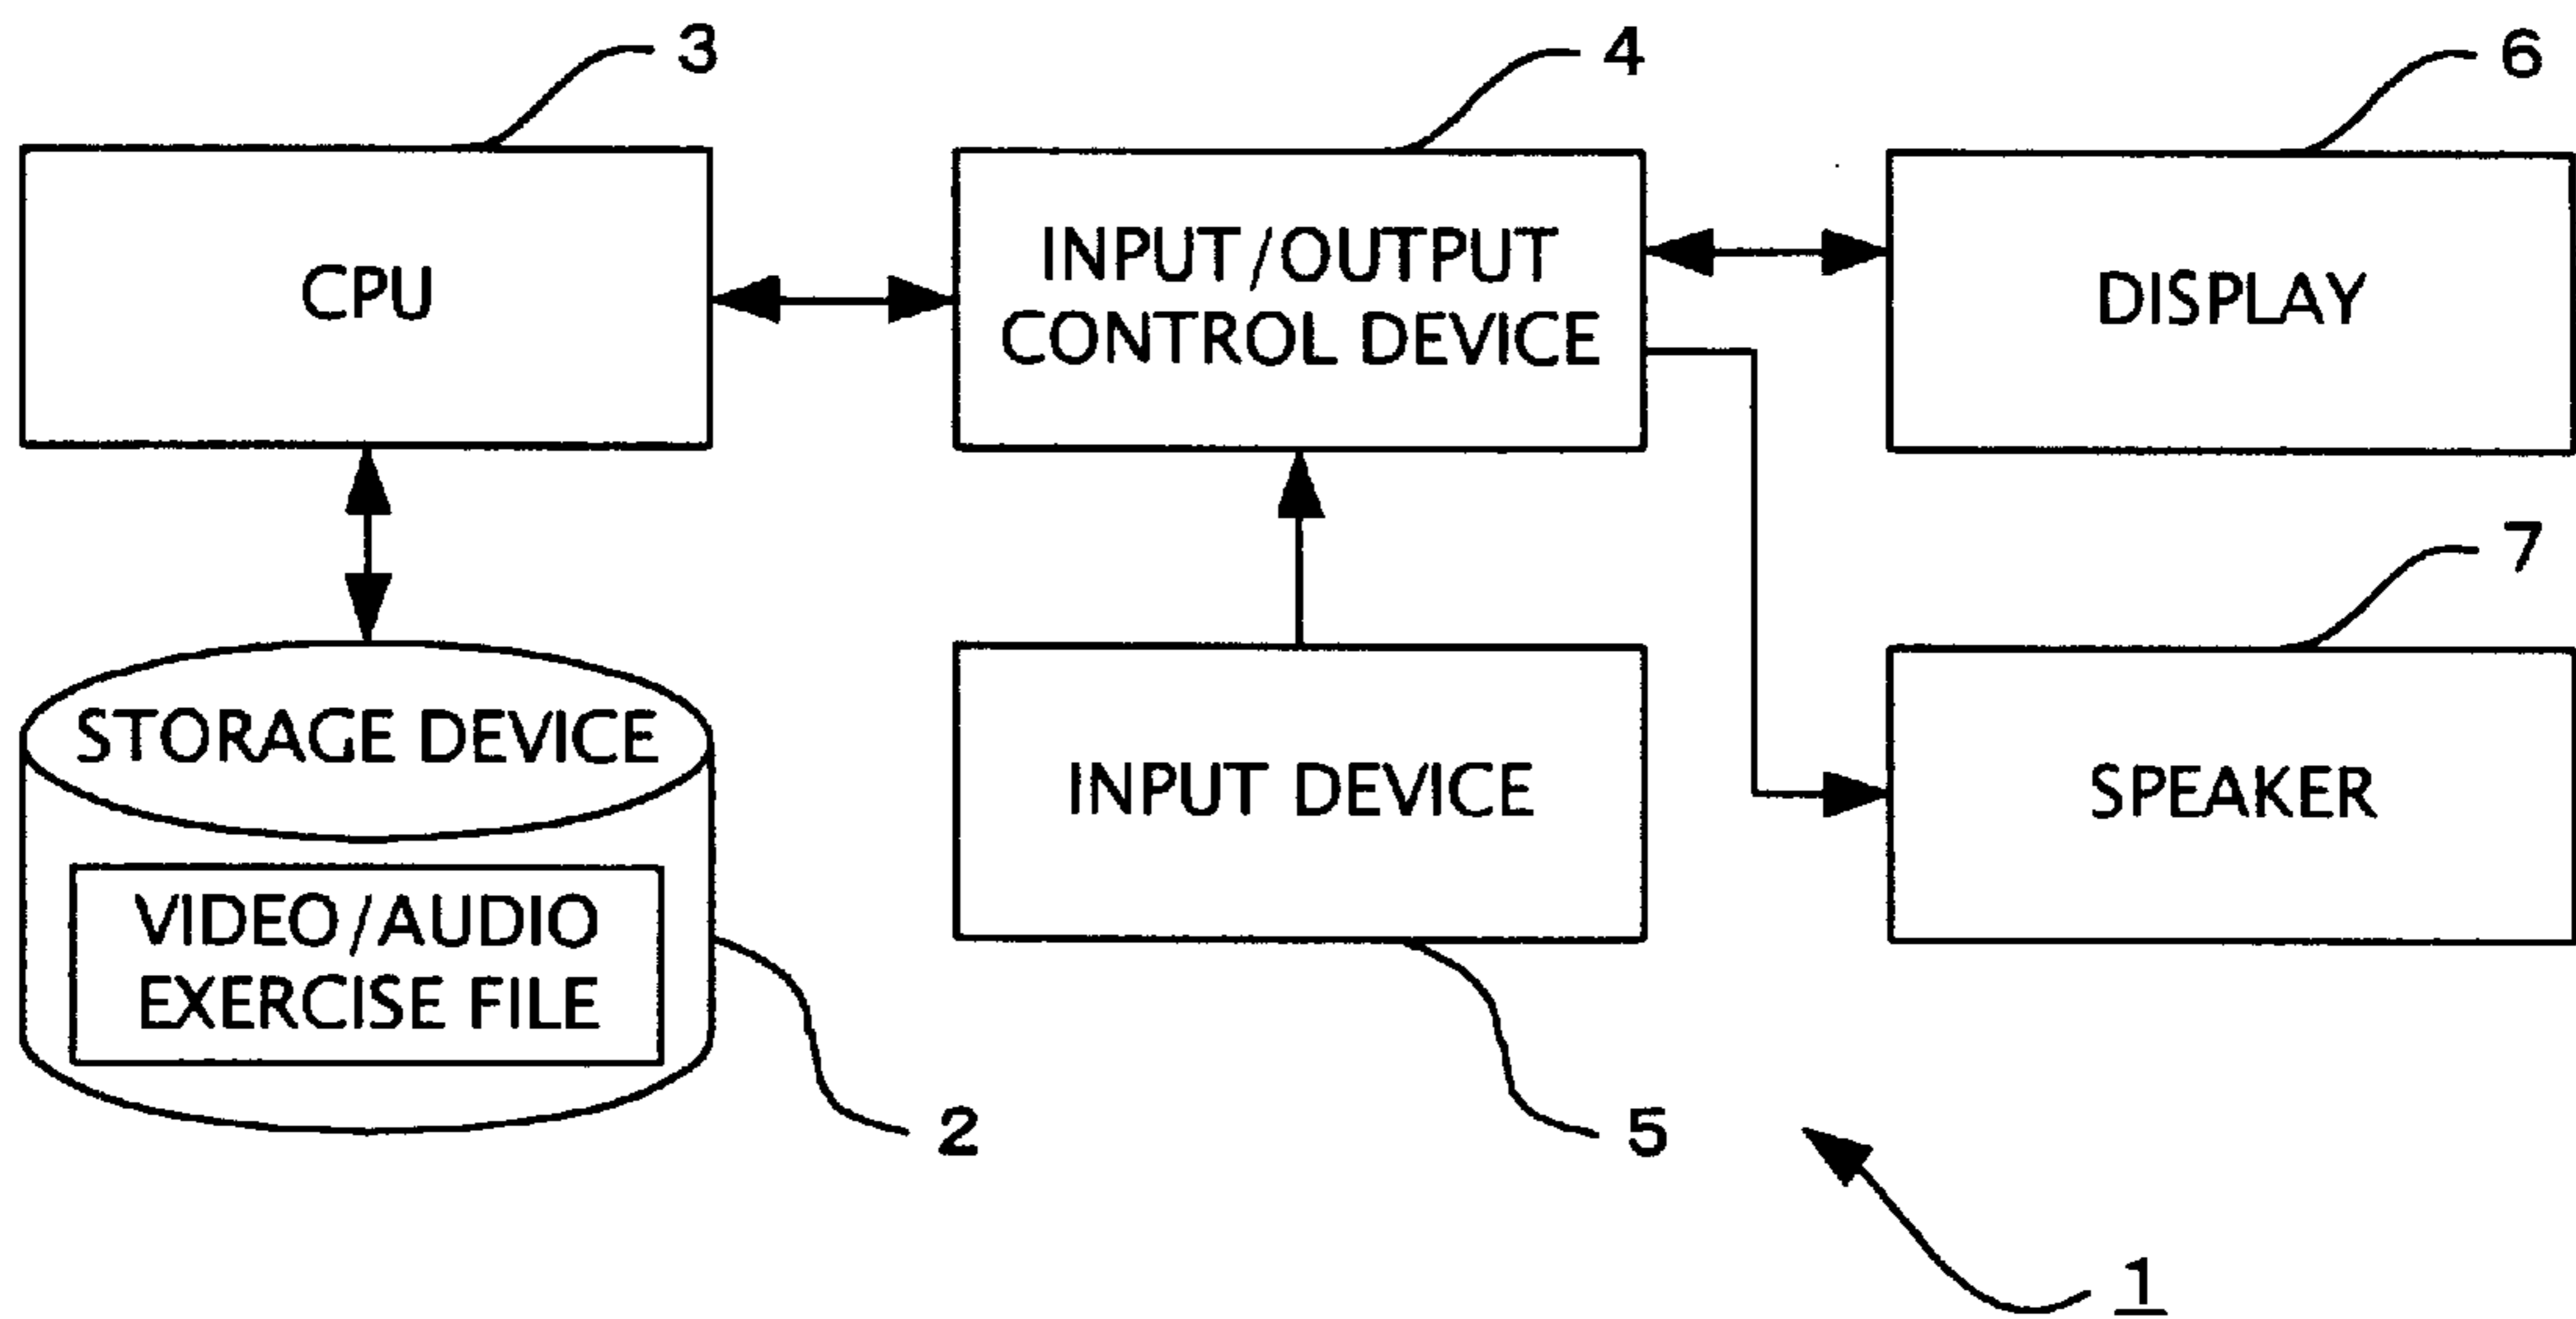 3
4
6
CPU
INPUT/OUTPUT
CONTROL DEVICE
DISPLAY
7
STORAGE DEVICE
INPUT DEVICE
SPEAKER
VIDEO/AUDIO
EXERCISE FILE
2
5
1